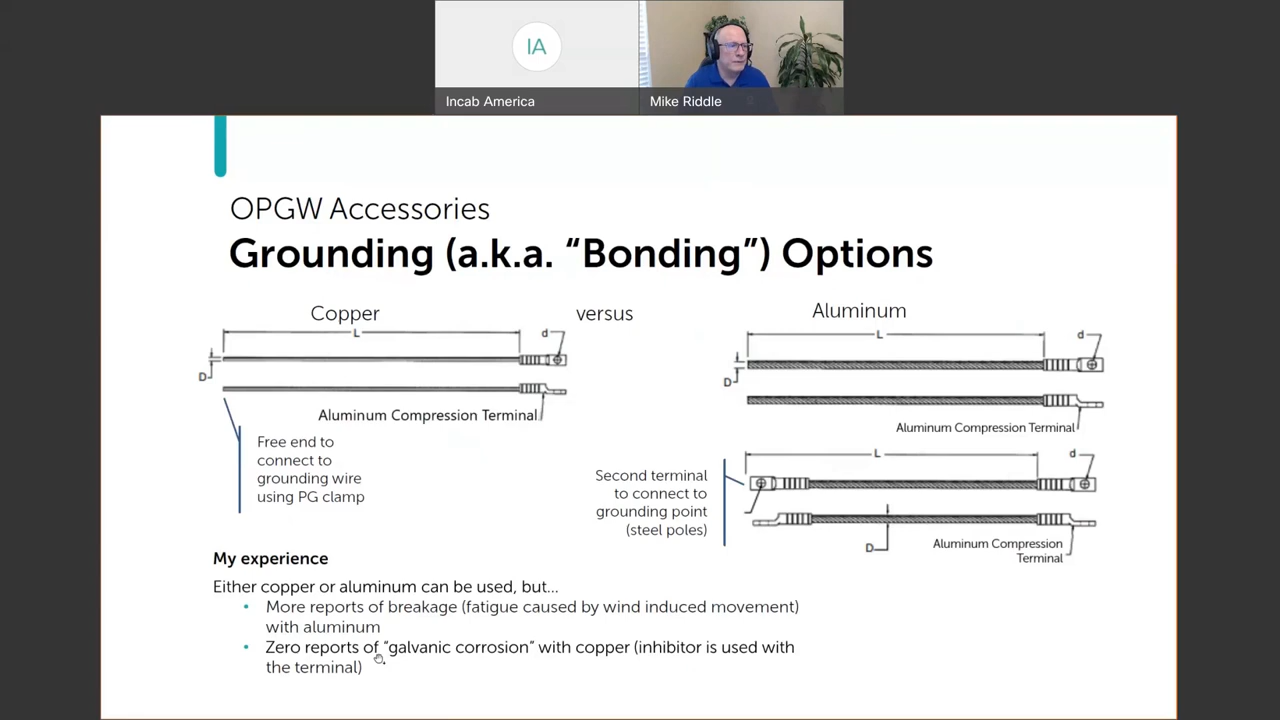 IA
Incab America
Mike Riddle
OPGW Accessories
Grounding (a.k.a. “Bonding”) Options
Copper
versus
Aluminum
L
d
D
Aluminum Compression Terminal
Free end to
connect to
grounding wire
using PG clamp
L
d
D
Aluminum Compression Terminal
Second terminal
to connect to
grounding point
(steel poles)
L
d
D
Aluminum Compression
Terminal
My experience
Either copper or aluminum can be used, but...
• More reports of breakage (fatigue caused by wind induced movement)
with aluminum
• Zero reports of “galvanic corrosion” with copper (inhibitor is used with
the terminal)